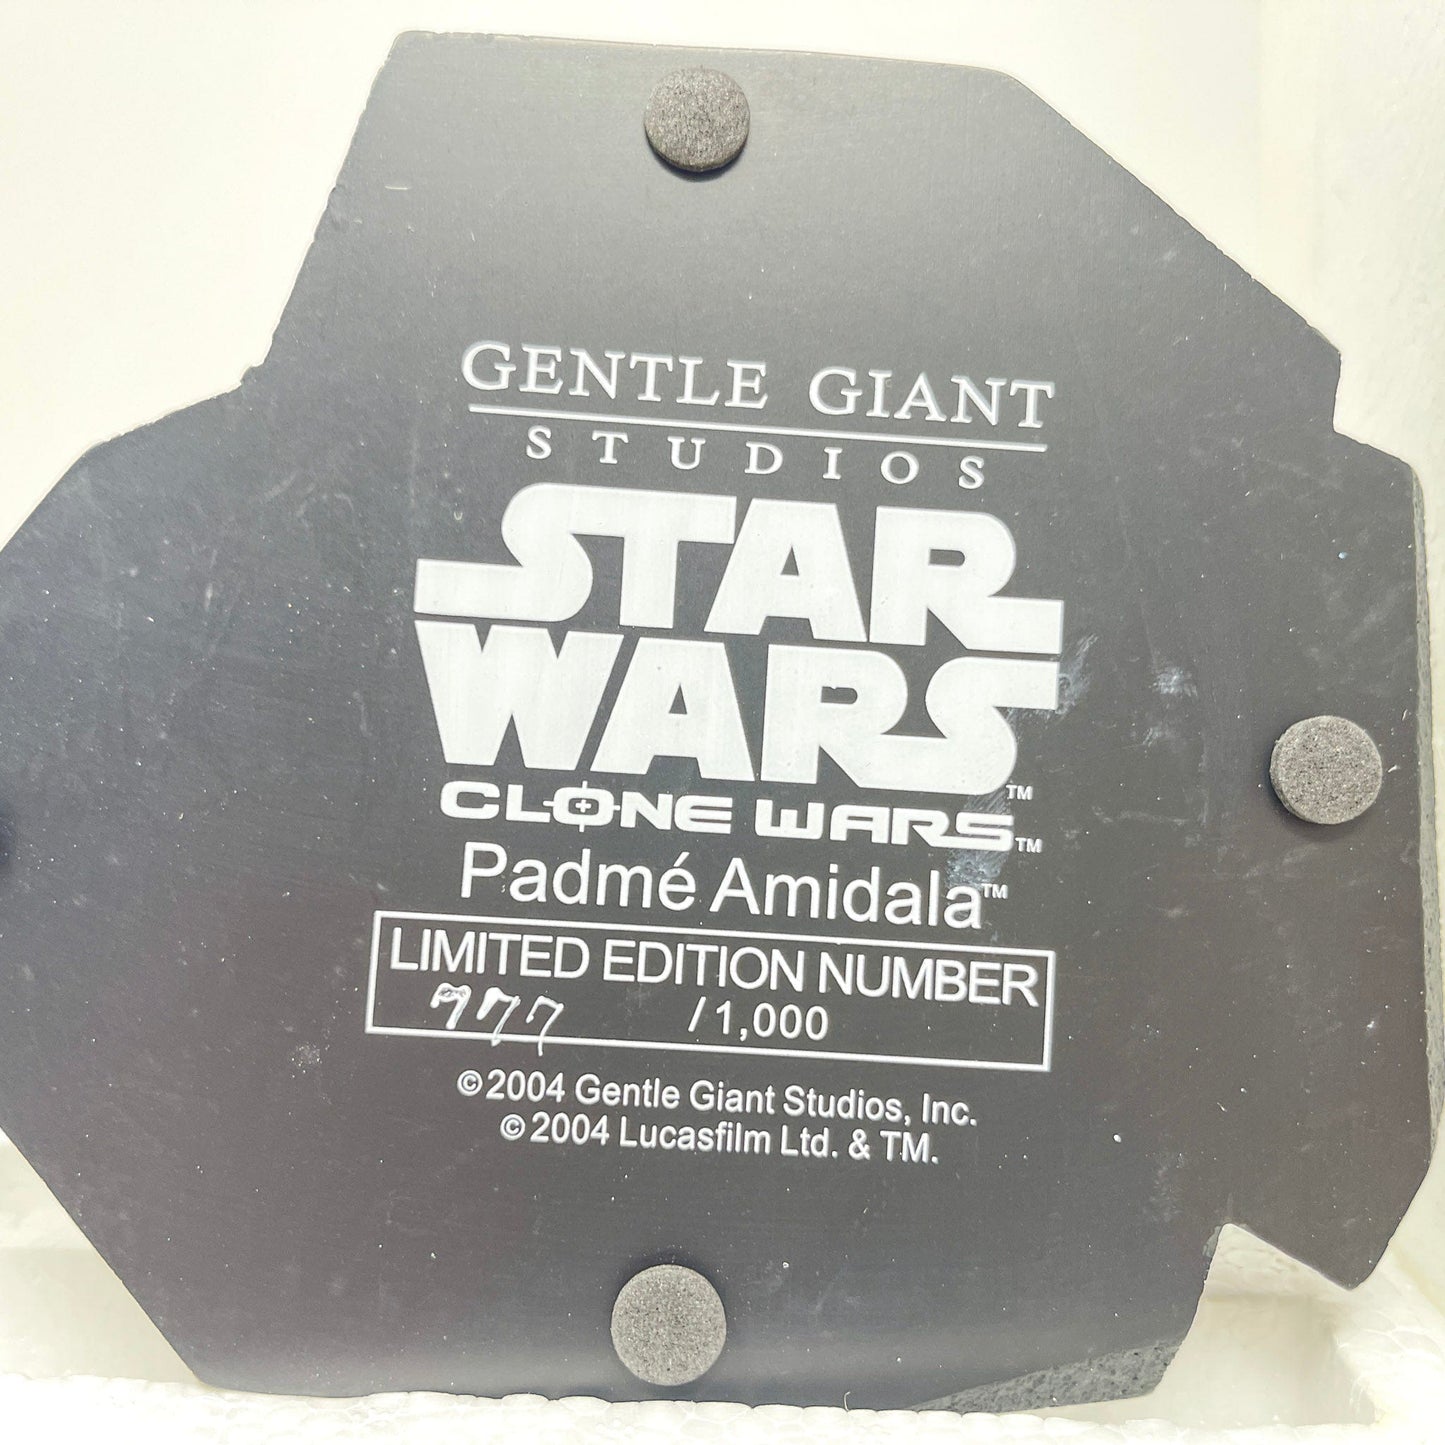 GENTLE GIANT
STUDIOS
STAR
WARS™
CLONE WARS™
Padmé Amidala™
LIMITED EDITION NUMBER
777 /1,000
©2004 Gentle Giant Studios, Inc.
©2004 Lucasfilm Ltd. & TM.